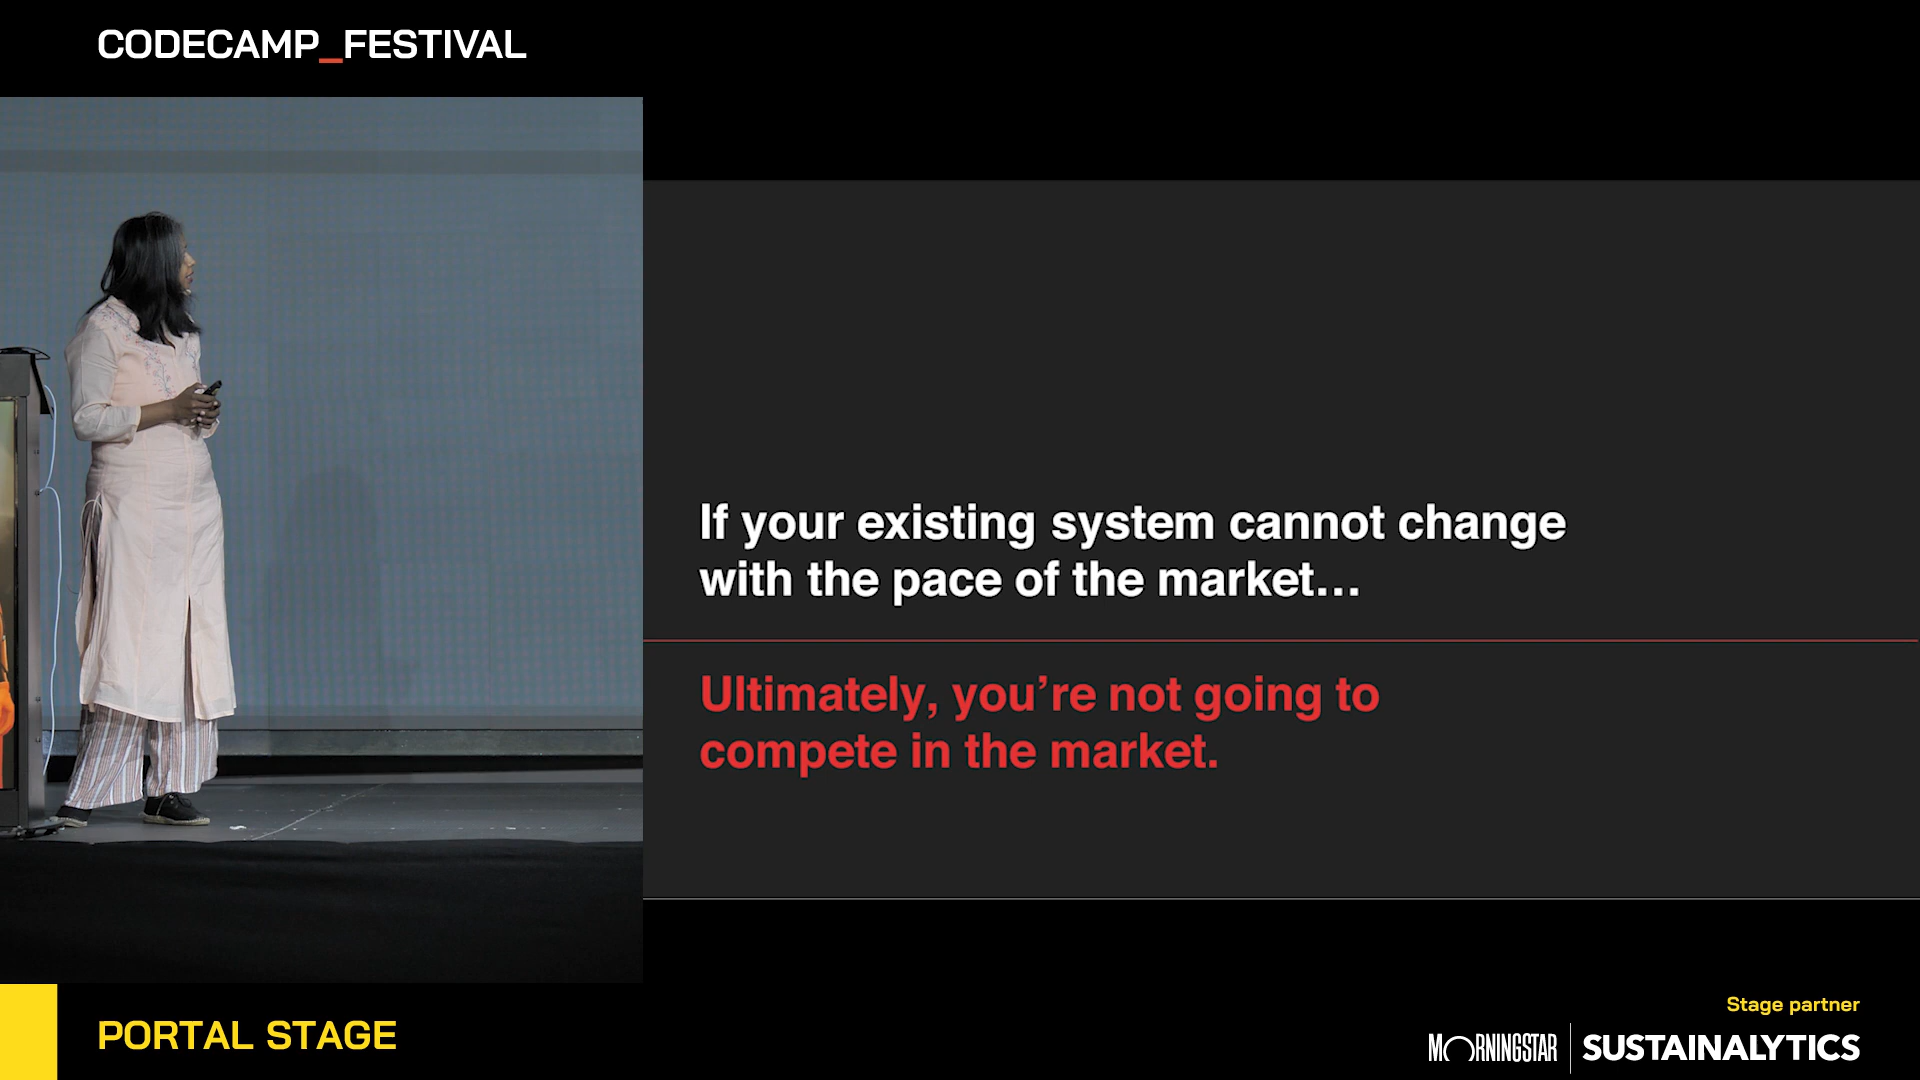 CODECAMP_FESTIVAL
If your existing system cannot change
with the pace of the market…
Ultimately, you’re not going to
compete in the market.
PORTAL STAGE
Stage partner
MORNINGSTAR | SUSTAINALYTICS